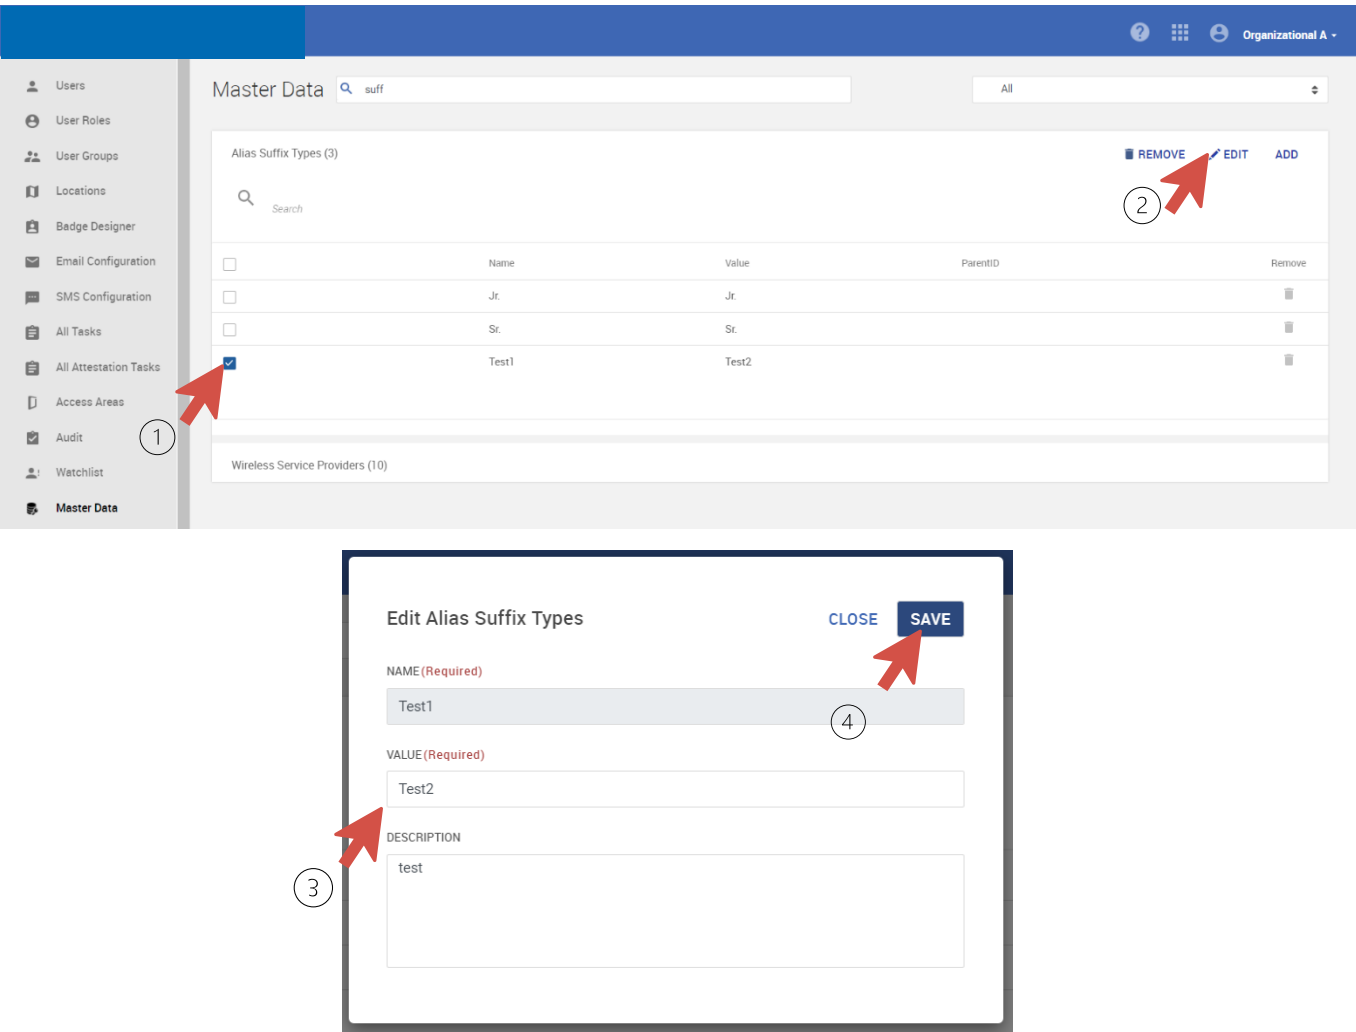 Organizational A
Users
User Roles
User Groups
Locations
Badge Designer
Email Configuration
SMS Configuration
All Tasks
All Attestation Tasks
Access Areas
Audit
Watchlist
Master Data
Master Data
suff
All
Alias Suffix Types (3)
REMOVE
EDIT
ADD
2
Search
Name Value ParentID Remove
Jr. Jr.
Sr. Sr.
Test1 Test2
1
Wireless Service Providers (10)
Edit Alias Suffix Types
CLOSE
SAVE
NAME(Required)
Test1
4
VALUE(Required)
Test2
DESCRIPTION
test
3